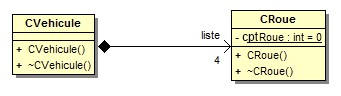 CVehicule
+ CVehicule()
+ ~CVehicule()
liste
4
CRoue
- cptRoue : int = 0
+ CRoue()
+ ~CRoue()